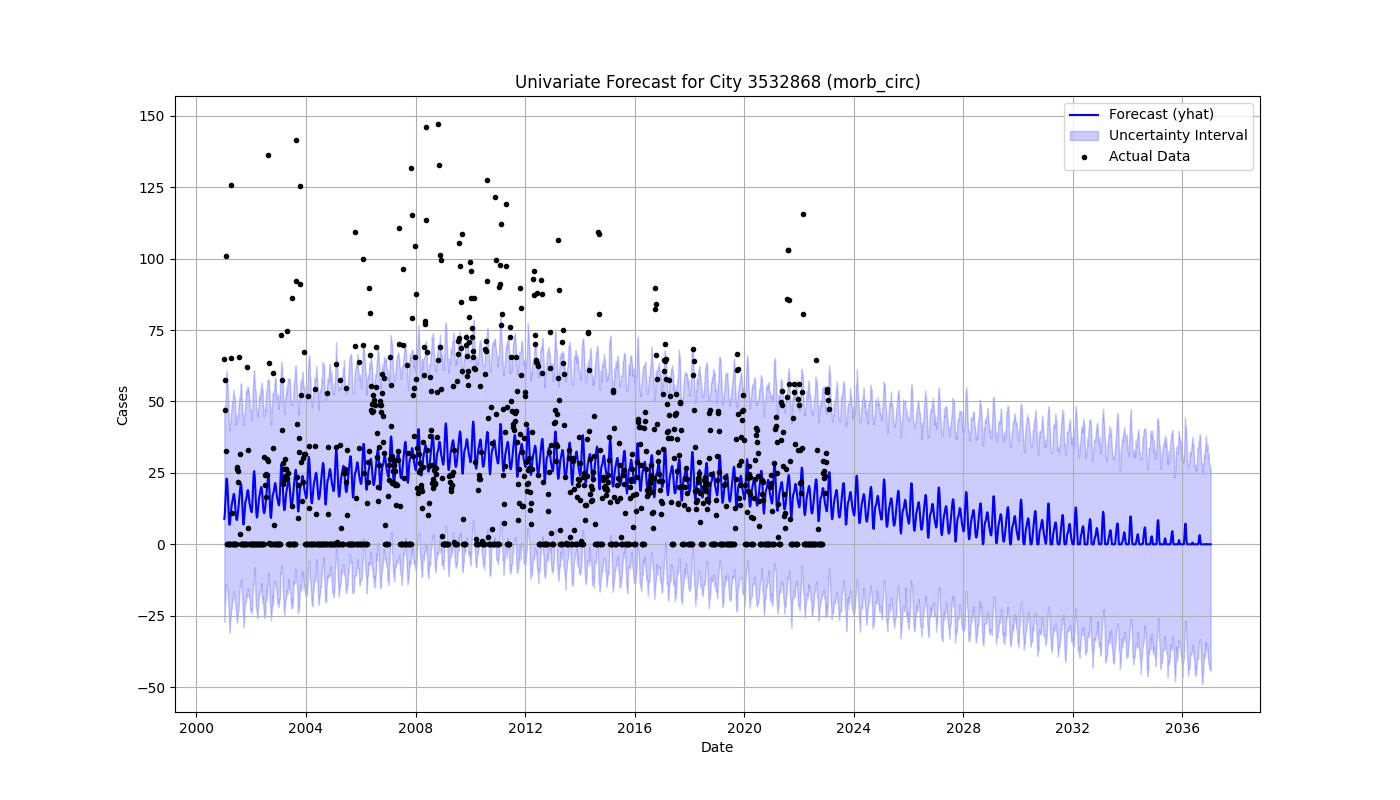 Univariate Forecast for City 3532868 (morb_circ)
Forecast (yhat)
Uncertainty Interval
Actual Data
Cases
150
125
100
75
50
25
0
−25
−50
2000 2004 2008 2012 2016 2020 2024 2028 2032 2036
Date